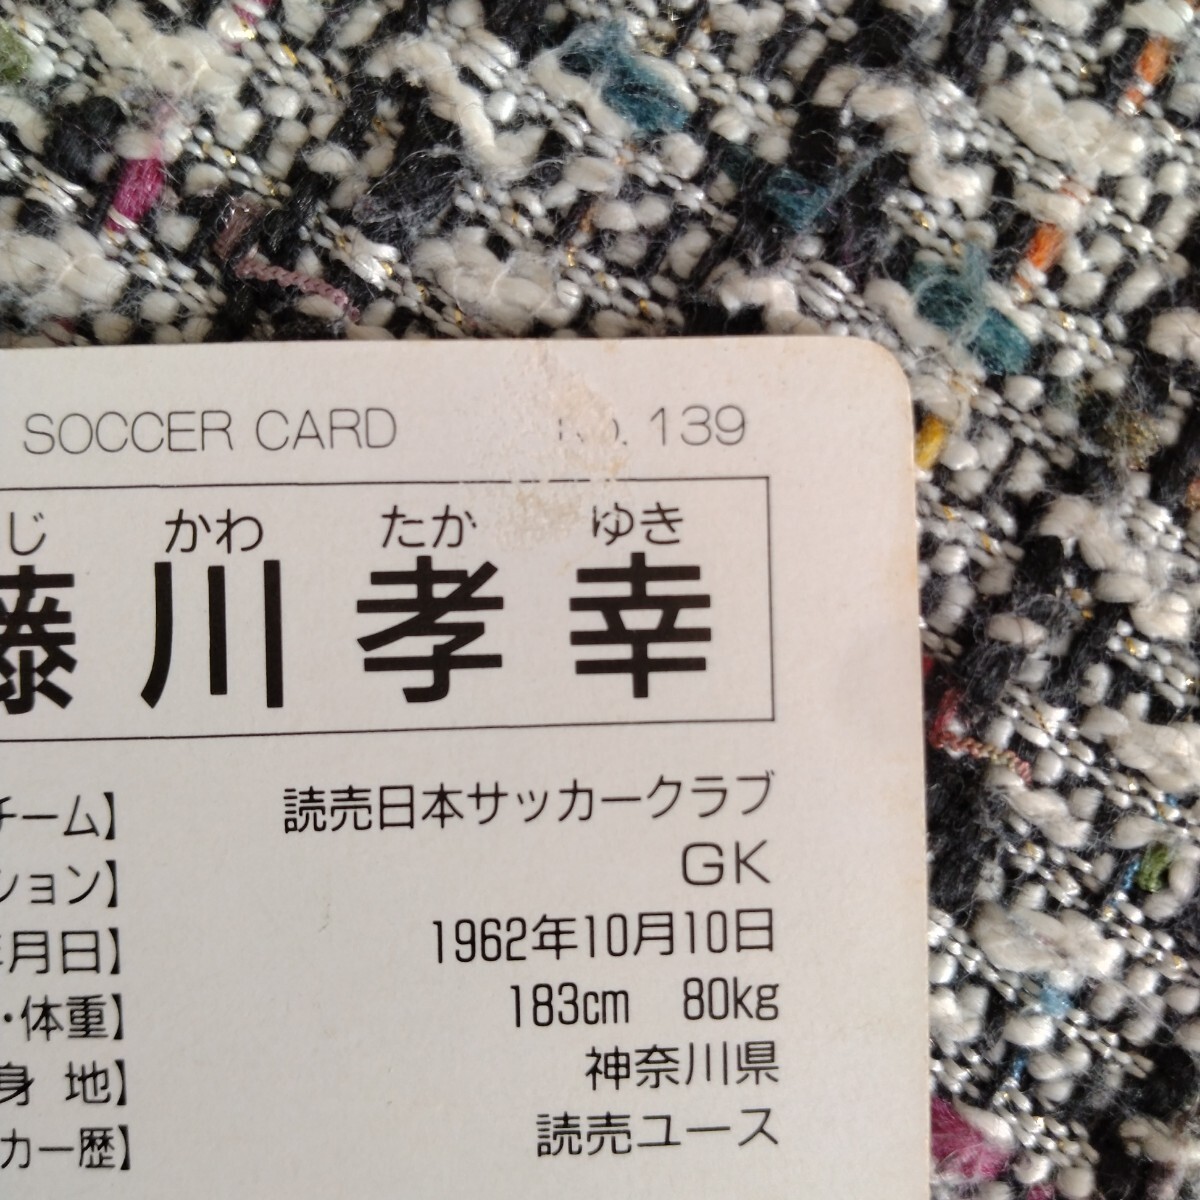 SOCCER CARD No. 139
じ かわ たか ゆき
藤川孝幸
チーム】 読売日本サッカークラブ
ション】 GK
年月日】 1962年10月10日
・体重】 183cm 80kg
身 地】 神奈川県
カー歴】 読売ユース